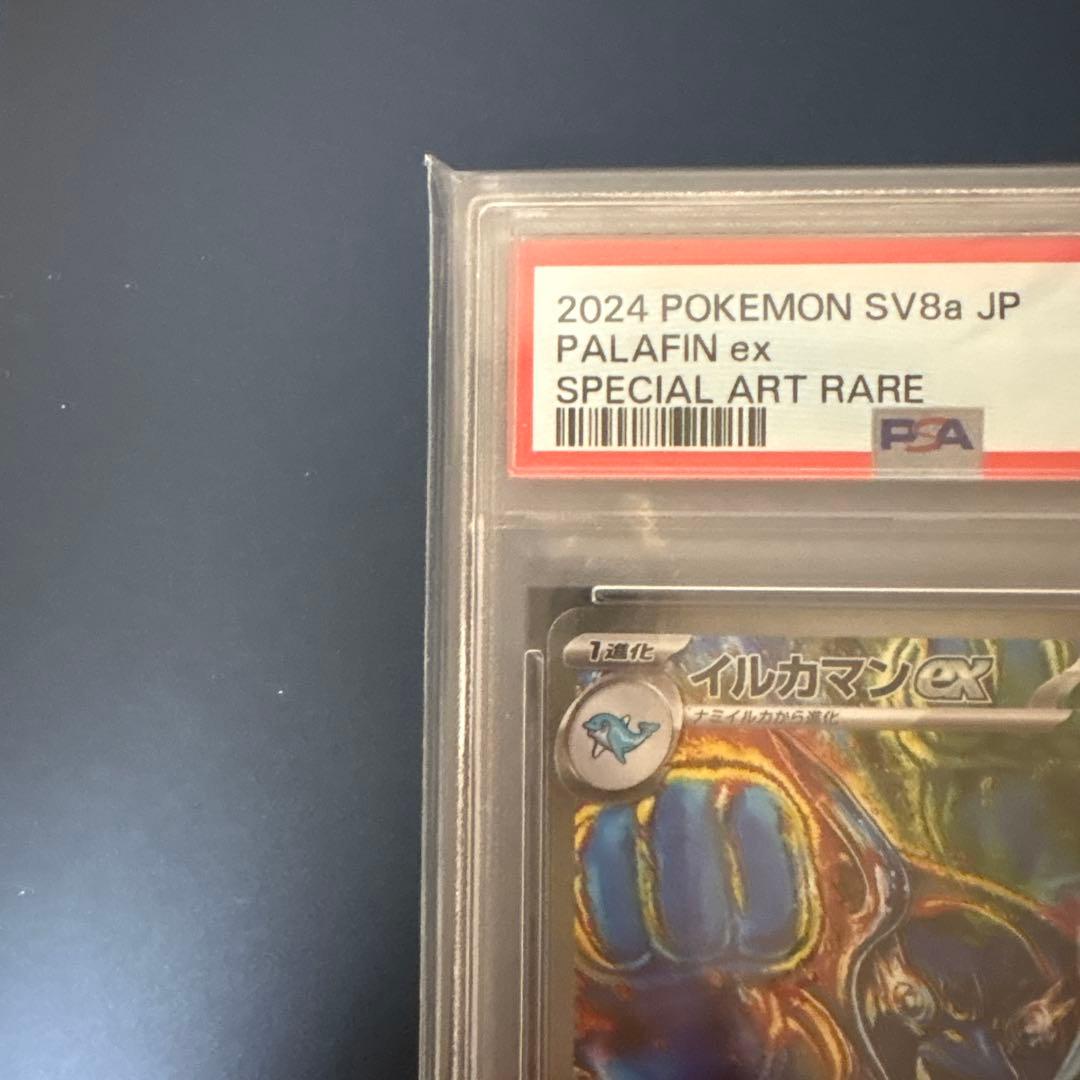 2024 POKEMON SV8a JP
PALAFIN ex
SPECIAL ART RARE
PSA
1進化
イルカマンex
ナミイルカから進化